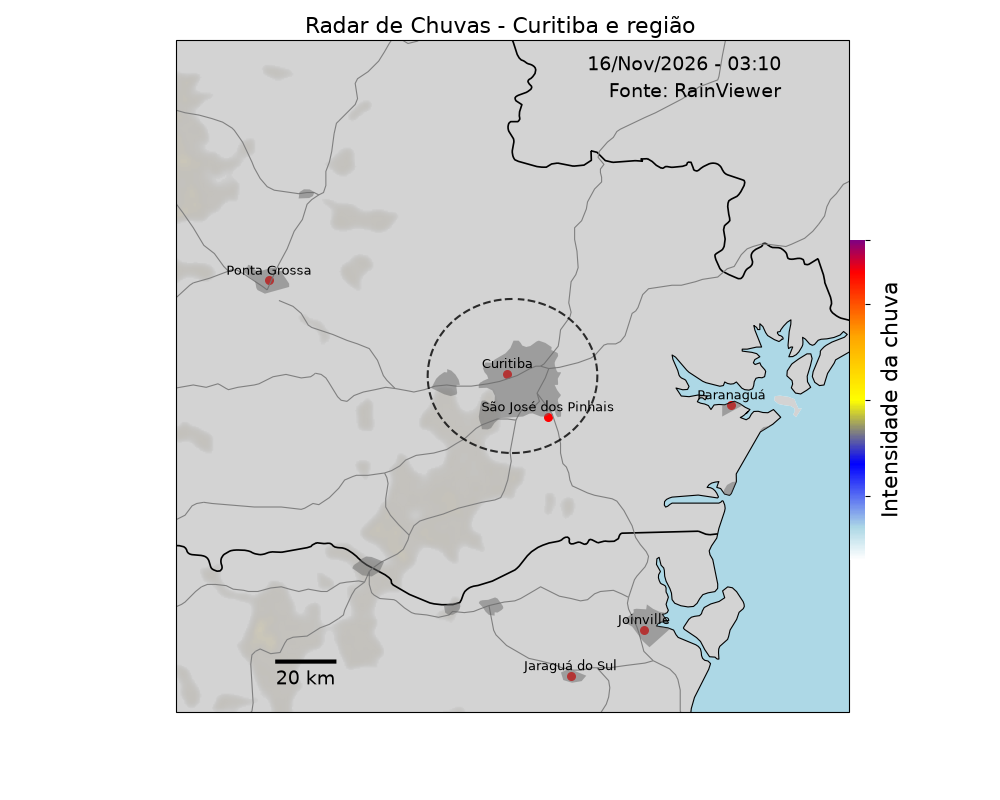 Radar de Chuvas - Curitiba e região
16/Nov/2026 - 03:10
Fonte: RainViewer
Ponta Grossa
Curitiba
São José dos Pinhais
Paranaguá
Intensidade da chuva
Joinville
Jaraguá do Sul
20 km